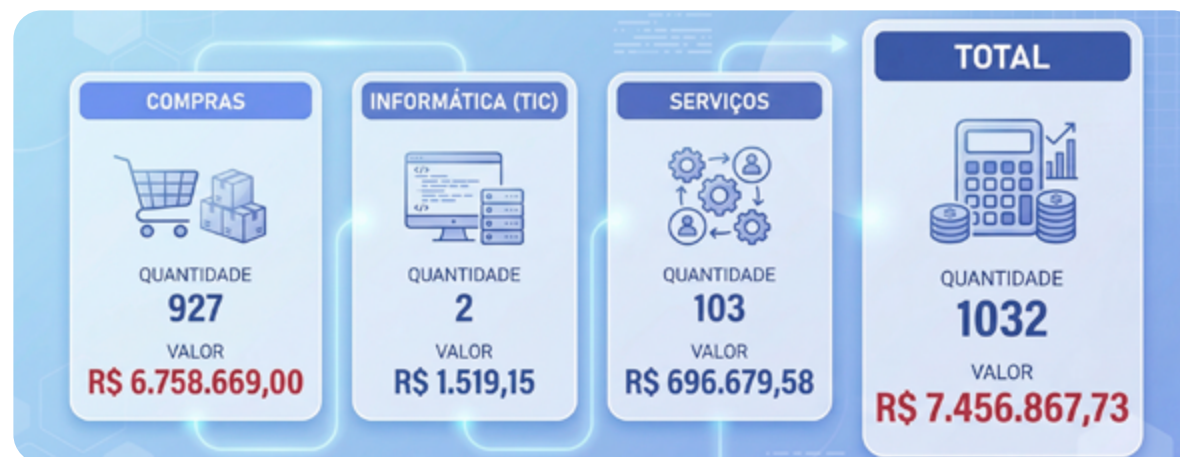 COMPRAS
QUANTIDADE
927
VALOR
R$ 6.758.669,00
INFORMÁTICA (TIC)
QUANTIDADE
2
VALOR
R$ 1.519,15
SERVIÇOS
QUANTIDADE
103
VALOR
R$ 696.679,58
TOTAL
QUANTIDADE
1032
VALOR
R$ 7.456.867,73